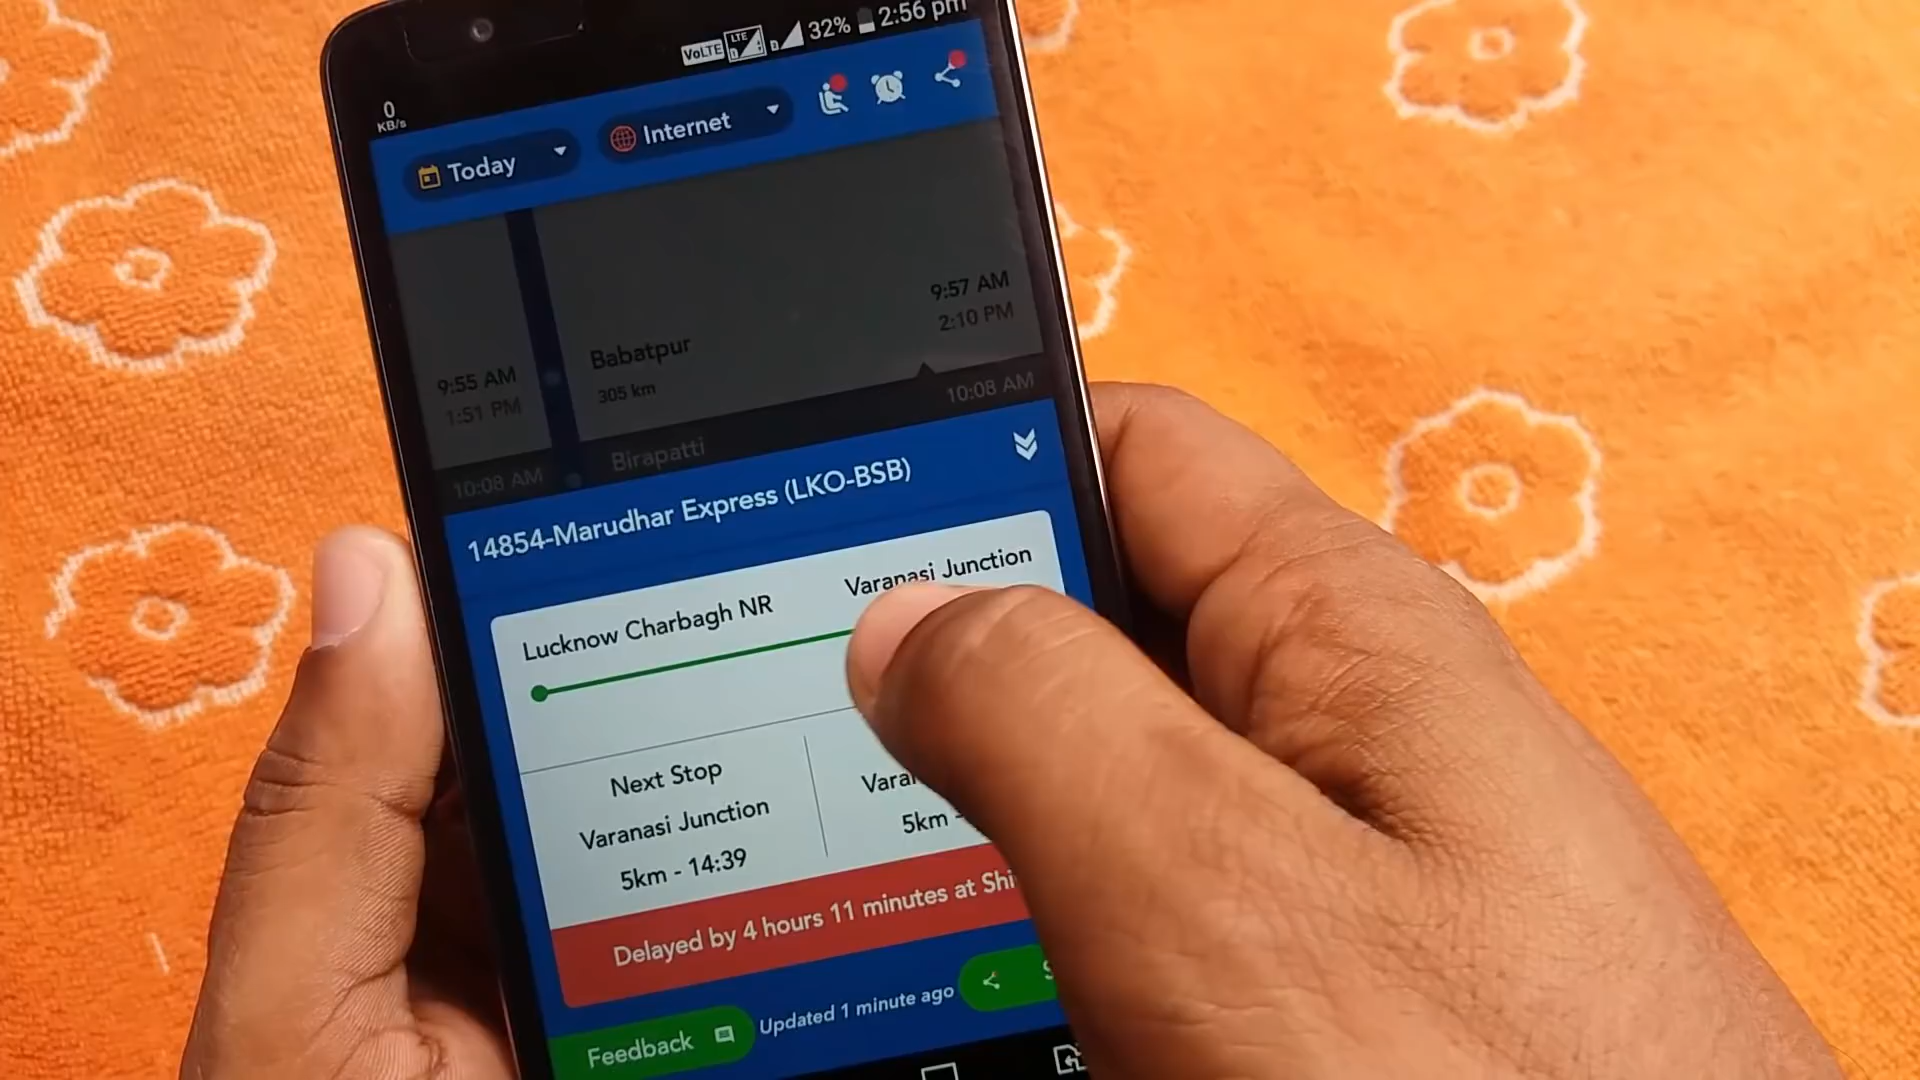 VoLTE LTE 32% 2:56 pm
0
KB/s
Today
Internet
9:57 AM
2:10 PM
Babatpur
9:55 AM
305 km
1:51 PM
10:08 AM
Birapatti
10:08 AM
14854-Marudhar Express (LKO-BSB)
Varanasi Junction
Lucknow Charbagh NR
Next Stop
Varanasi Junction
5km - 14:39
5km -
Delayed by 4 hours 11 minutes at
Updated 1 minute ago
Feedback